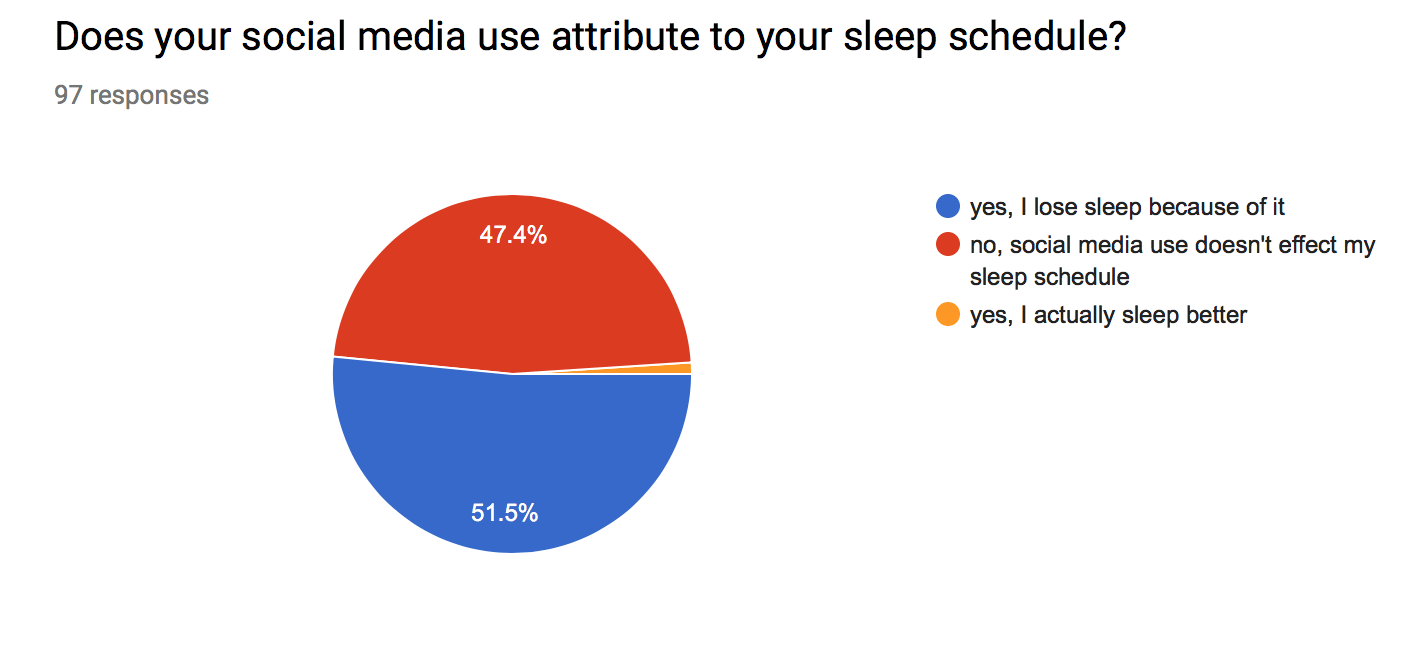 Does your social media use attribute to your sleep schedule?
97 responses
47.4%
51.5%
yes, I lose sleep because of it
no, social media use doesn't effect my
sleep schedule
yes, I actually sleep better